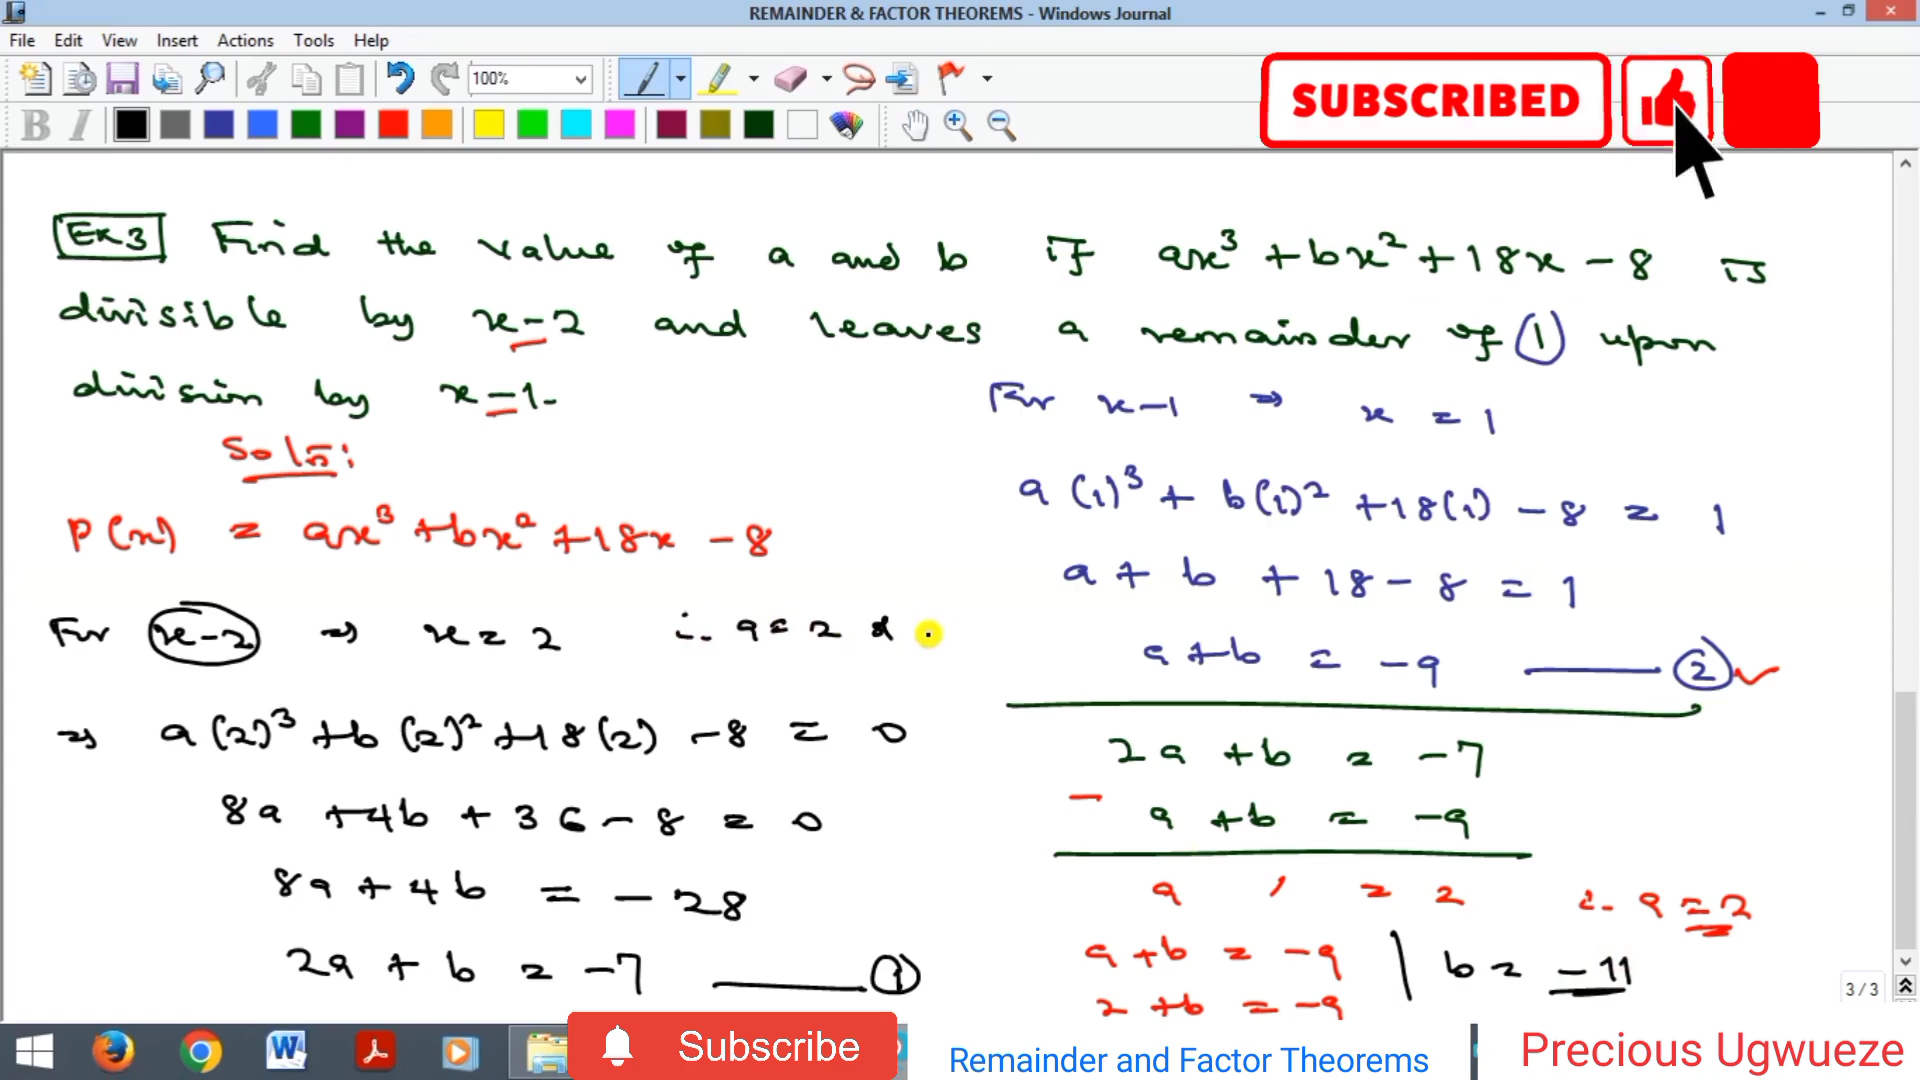 REMAINDER & FACTOR THEOREMS - Windows Journal
File Edit View Insert Actions Tools Help
100%
B I
SUBSCRIBED
Ex 3 Find the value of a and b if ax³ + bx² + 18x - 8 is
divisible by x-2 and leaves a remainder of 1 upon
division by x-1.
Soln:
P(x) = ax³ + bx² + 18x - 8
For x-2 ⇒ x = 2 ∴ a = 2 &
⇒ a(2)³ + b(2)² + 18(2) - 8 = 0
8a + 4b + 36 - 8 = 0
8a + 4b = -28
2a + b = -7 ——— 1
For x-1 ⇒ x = 1
a(1)³ + b(1)² + 18(1) - 8 = 1
a + b + 18 - 8 = 1
a + b = -9 ——— 2 ✓
2a + b = -7
- a + b = -9
a / = 2 ∴ a = 2
a + b = -9 | b = -11
2 + b = -9
3 / 3
Subscribe
Remainder and Factor Theorems
Precious Ugwueze